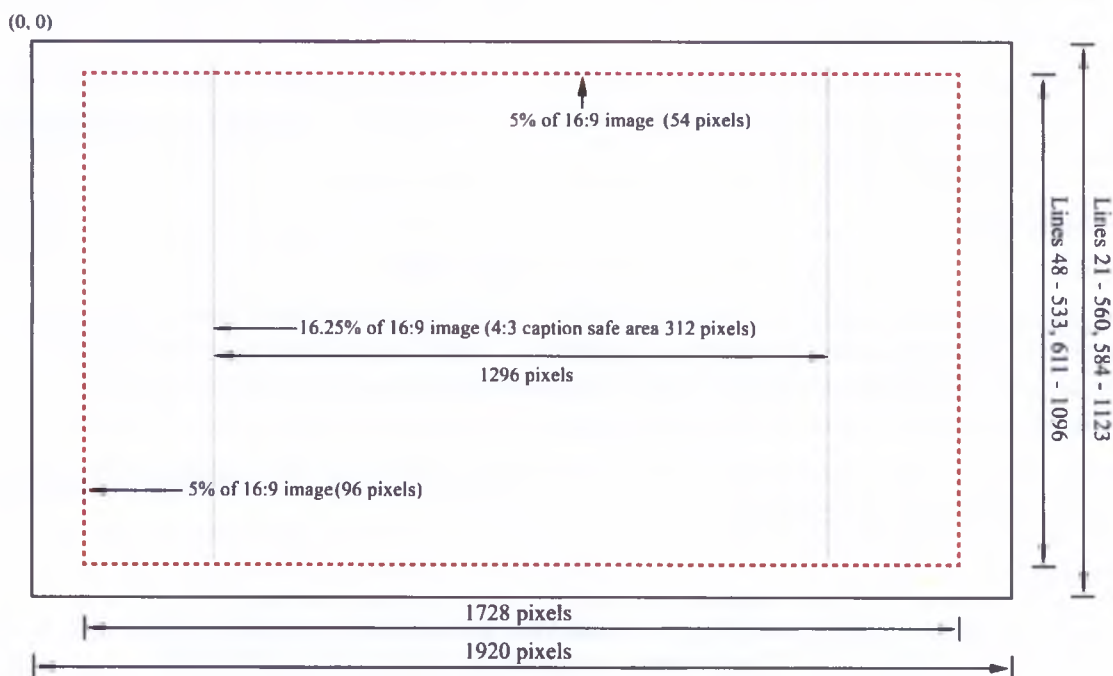 (0, 0)
5% of 16:9 image (54 pixels)
16.25% of 16:9 image (4:3 caption safe area 312 pixels)
1296 pixels
5% of 16:9 image(96 pixels)
1728 pixels
1920 pixels
Lines 48 - 533, 611 - 1096
Lines 21 - 560, 584 - 1123